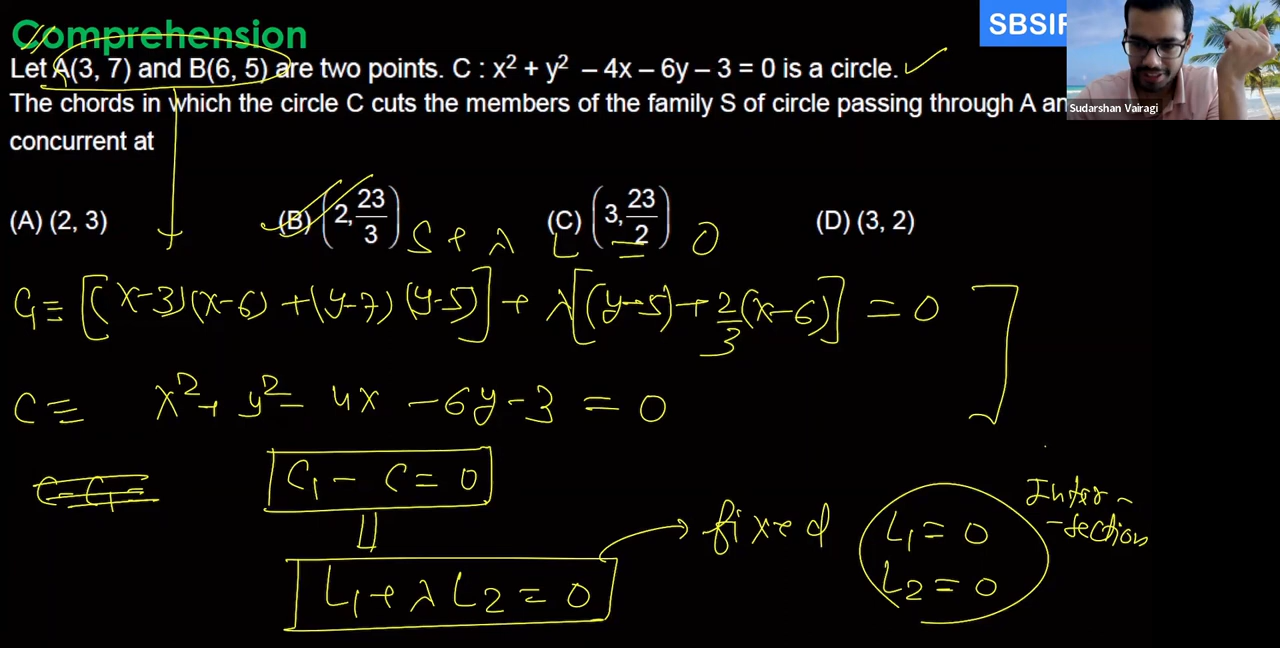 Comprehension
SBSIF
Let A(3, 7) and B(6, 5) are two points. C : x² + y² – 4x – 6y – 3 = 0 is a circle.
The chords in which the circle C cuts the members of the family S of circle passing through A an
Sudarshan Vairagi
concurrent at
(A) (2, 3) (B) (2, 23/3) (C) (3, 23/2) (D) (3, 2)
S + λ L = 0
C₁ ≡ [(x-3)(x-6) + (y-7)(y-5)] + λ[(y-5) + 2/3(x-6)] = 0
C ≡ x² + y² - 4x - 6y - 3 = 0
C - C₁ =
C₁ - C = 0
L₁ + λ L₂ = 0
fixed
L₁ = 0
L₂ = 0
Inter -
- section